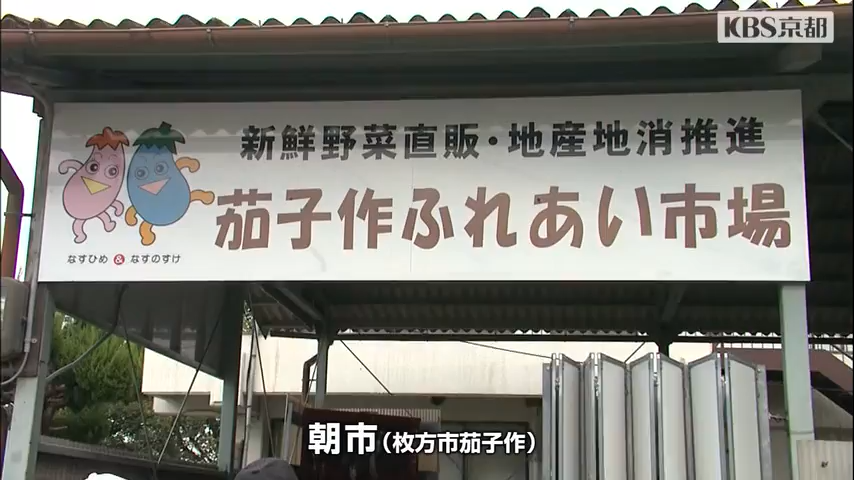 KBS京都
新鮮野菜直販・地産地消推進
茄子作ふれあい市場
なすひめ & なすのすけ
朝市(枚方市茄子作)